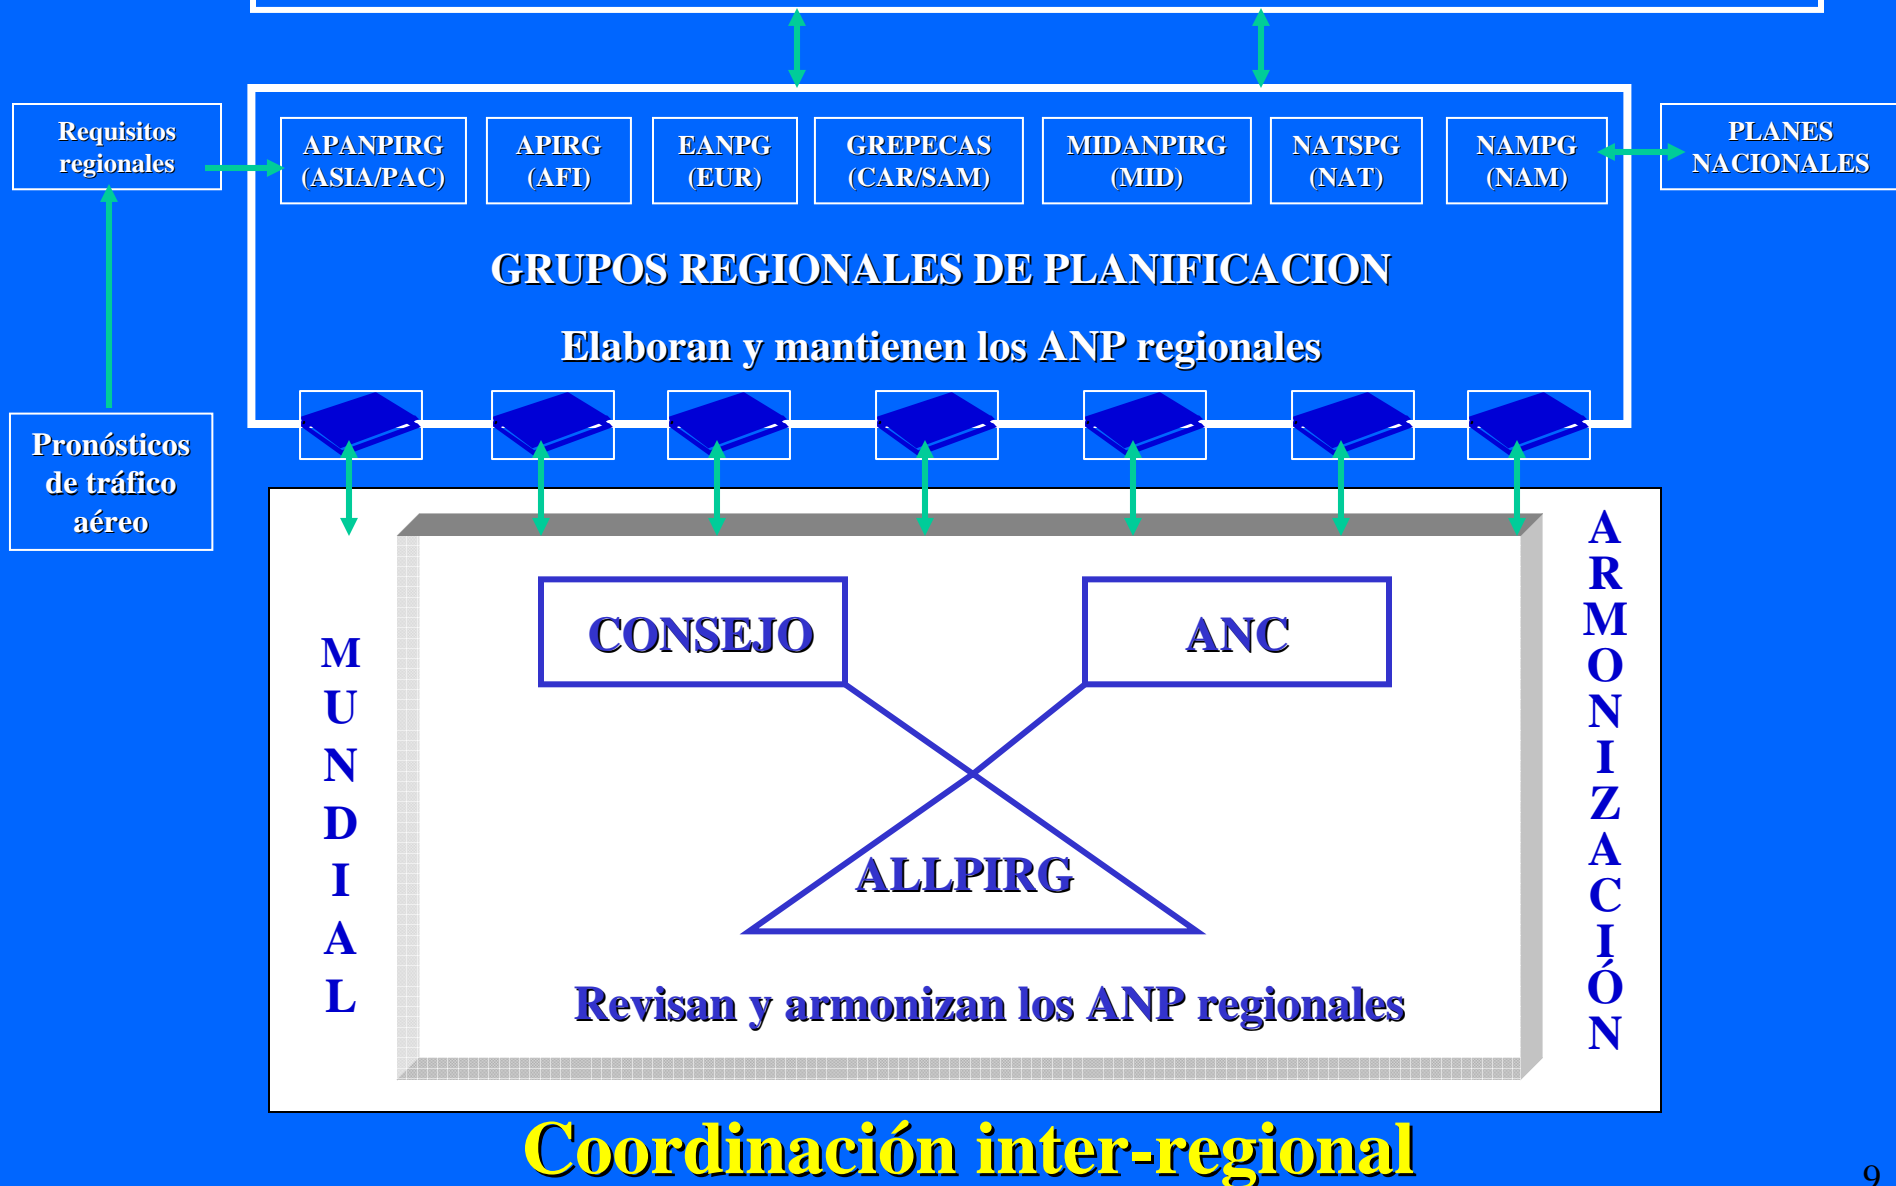 Requisitos
regionales
APANPIRG
(ASIA/PAC)
APIRG
(AFI)
EANPG
(EUR)
GREPECAS
(CAR/SAM)
MIDANPIRG
(MID)
NATSPG
(NAT)
NAMPG
(NAM)
PLANES
NACIONALES
GRUPOS REGIONALES DE PLANIFICACION
Elaboran y mantienen los ANP regionales
Pronósticos
de tráfico
aéreo
M
U
N
D
I
A
L
CONSEJO
ANC
ALLPIRG
Revisan y armonizan los ANP regionales
A
R
M
O
N
I
Z
A
C
I
Ó
N
Coordinación inter-regional
9